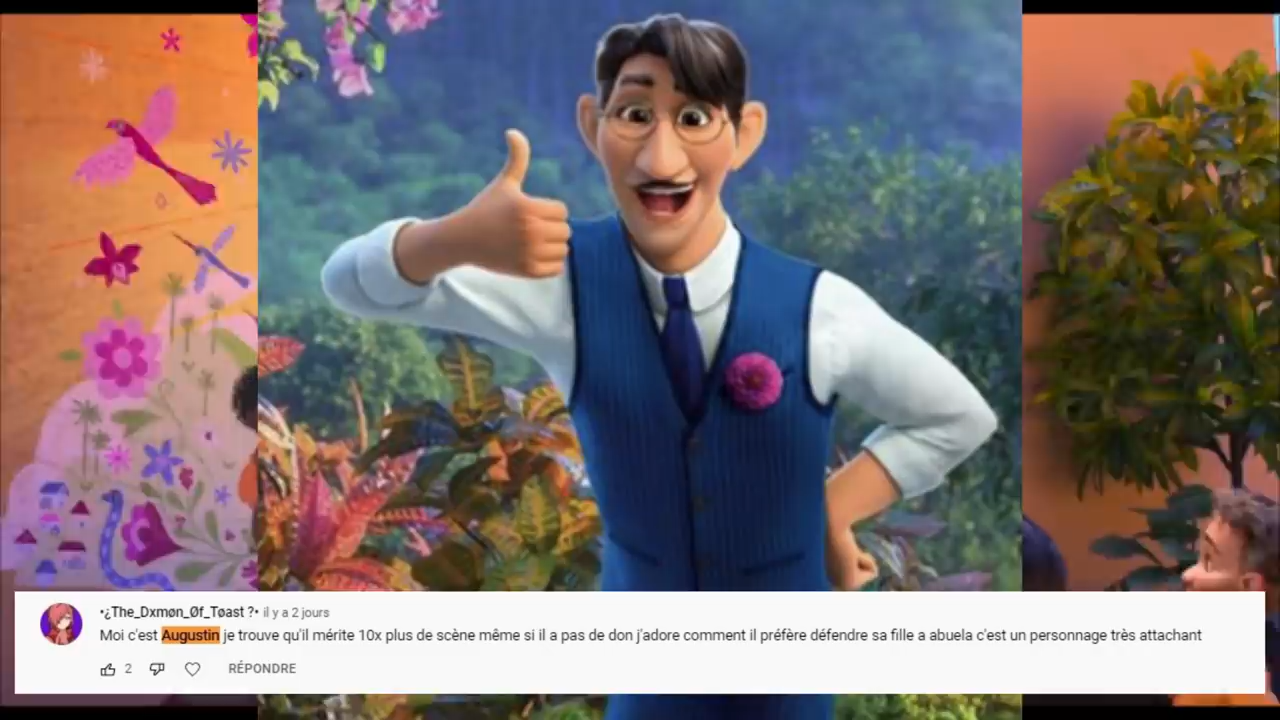 •¿The_Dxmøn_Øf_Tøast ?• il y a 2 jours
Moi c'est Augustin je trouve qu'il mérite 10x plus de scène même si il a pas de don j'adore comment il préfère défendre sa fille a abuela c'est un personnage très attachant
2 RÉPONDRE